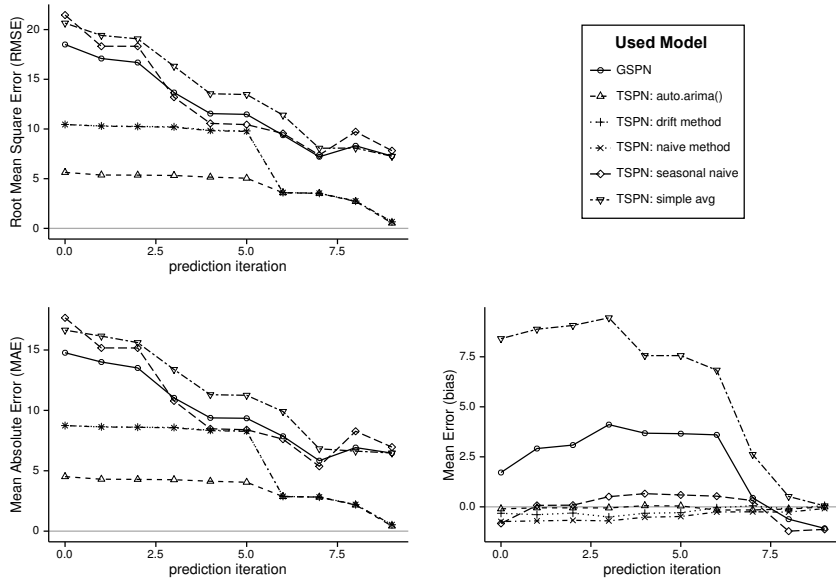 Root Mean Square Error (RMSE)
20
15
10
5
0
0.0
2.5
5.0
7.5
prediction iteration
Used Model
GSPN
TSPN: auto.arima()
TSPN: drift method
TSPN: naive method
TSPN: seasonal naive
TSPN: simple avg
Mean Absolute Error (MAE)
15
10
5
0
0.0
2.5
5.0
7.5
prediction iteration
Mean Error (bias)
7.5
5.0
2.5
0.0
0.0
2.5
5.0
7.5
prediction iteration